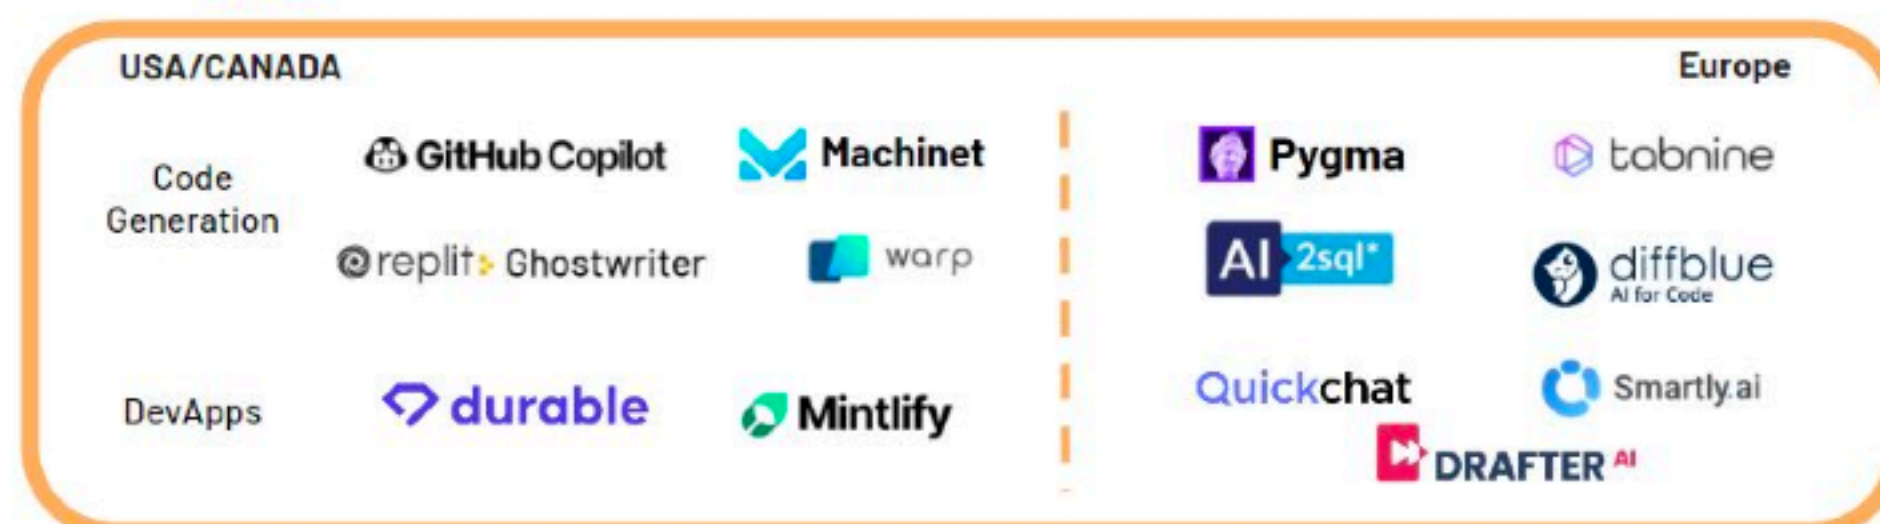 USA/CANADA
Europe
Code
Generation
GitHub Copilot
Machinet
Pygma
tabnine
replit Ghostwriter
warp
AI 2sql*
diffblue
AI for Code
DevApps
durable
Mintlify
Quickchat
Smartly.ai
DRAFTER AI